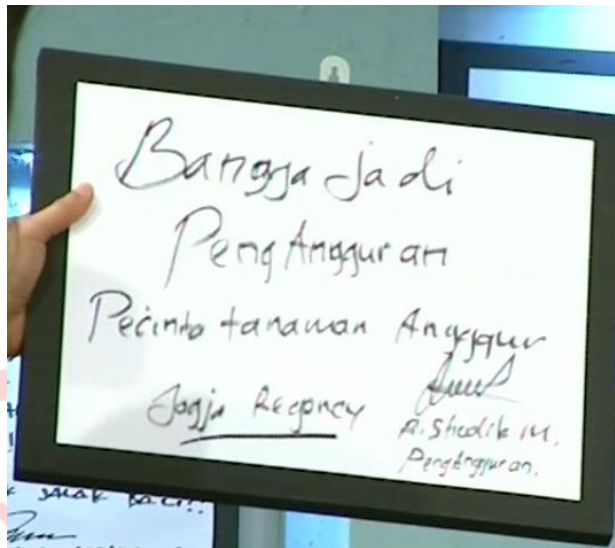 Bangga jadi
PengAngguran
Pecinta tanaman Anggur
Jogja Regency
A. Shodik M.
PengAngguran.